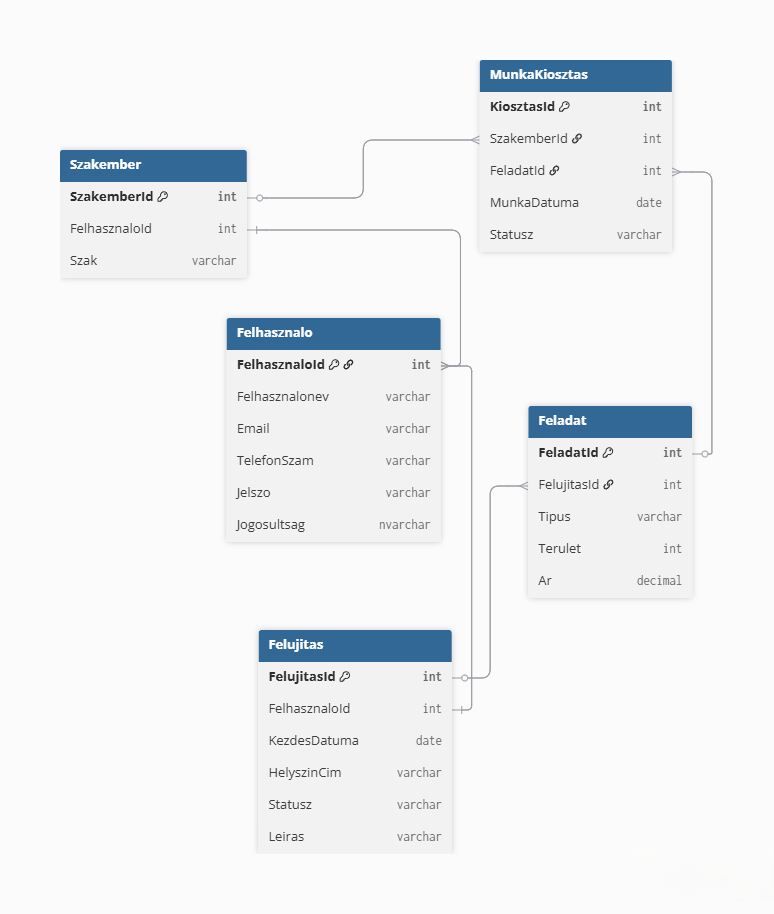 MunkaKiosztas
KiosztasId int
SzakemberId int
FeladatId int
MunkaDatuma date
Statusz varchar
Szakember
SzakemberId int
FelhasznaloId int
Szak varchar
Felhasznalo
FelhasznaloId int
Felhasznalonev varchar
Email varchar
TelefonSzam varchar
Jelszo varchar
Jogosultsag nvarchar
Feladat
FeladatId int
FelujitasId int
Tipus varchar
Terulet int
Ar decimal
Felujitas
FelujitasId int
FelhasznaloId int
KezdesDatuma date
HelyszinCim varchar
Statusz varchar
Leiras varchar